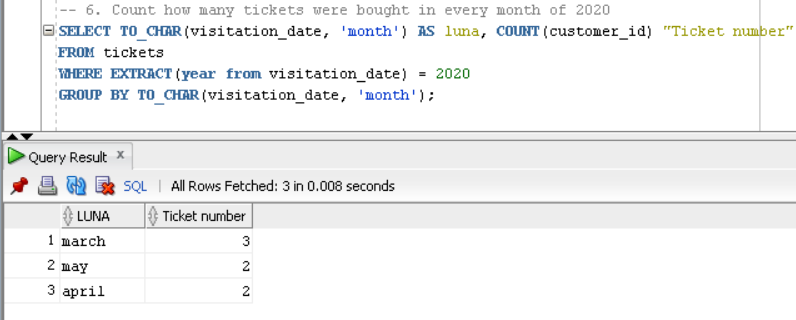 -- 6. Count how many tickets were bought in every month of 2020
SELECT TO_CHAR(visitation_date, 'month') AS luna, COUNT(customer_id) "Ticket number"
FROM tickets
WHERE EXTRACT(year from visitation_date) = 2020
GROUP BY TO_CHAR(visitation_date, 'month');
Query Result x
SQL | All Rows Fetched: 3 in 0.008 seconds
LUNA Ticket number
1 march 3
2 may 2
3 april 2